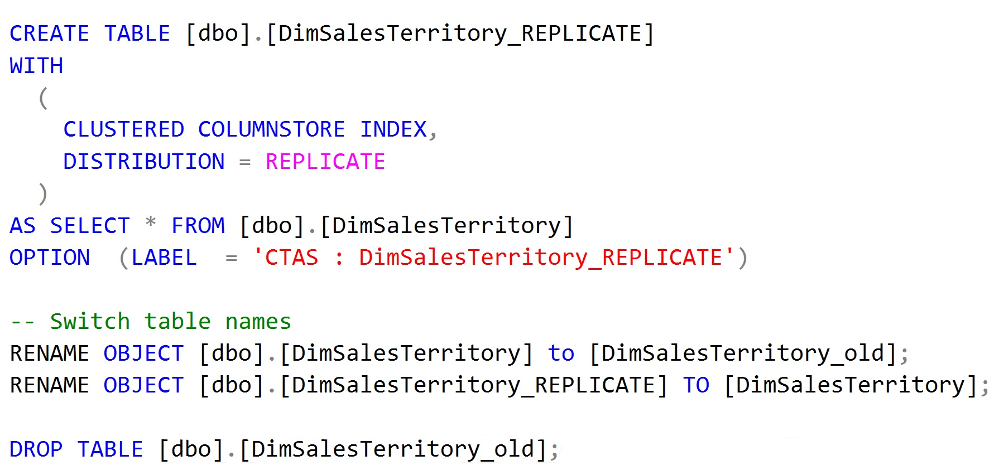 CREATE TABLE [dbo].[DimSalesTerritory_REPLICATE]
WITH
(
CLUSTERED COLUMNSTORE INDEX,
DISTRIBUTION = REPLICATE
)
AS SELECT * FROM [dbo].[DimSalesTerritory]
OPTION  (LABEL  = 'CTAS : DimSalesTerritory_REPLICATE')
-- Switch table names
RENAME OBJECT [dbo].[DimSalesTerritory] to [DimSalesTerritory_old];
RENAME OBJECT [dbo].[DimSalesTerritory_REPLICATE] TO [DimSalesTerritory];
DROP TABLE [dbo].[DimSalesTerritory_old];